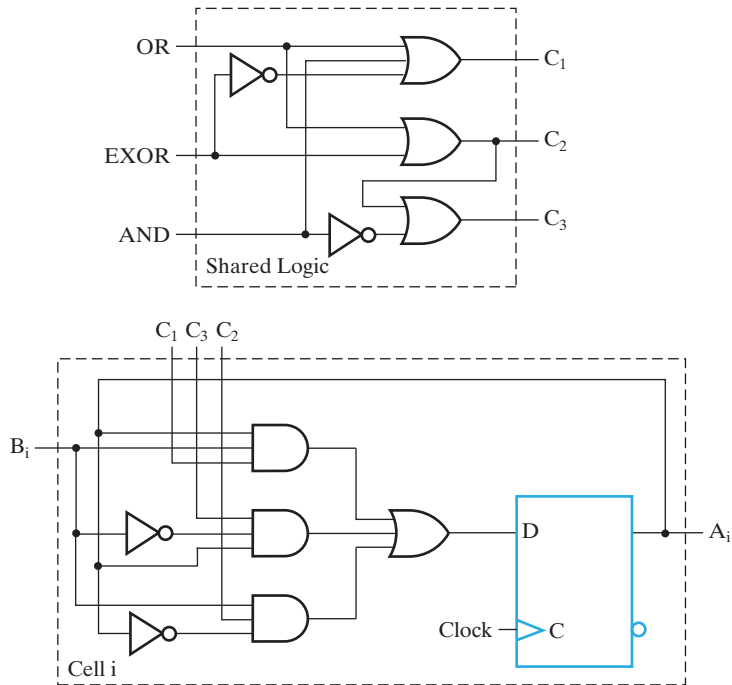 OR
C₁
EXOR
C₂
AND
C₃
Shared Logic
C₁ C₃ C₂
Bᵢ
D
Aᵢ
Clock
C
Cell i